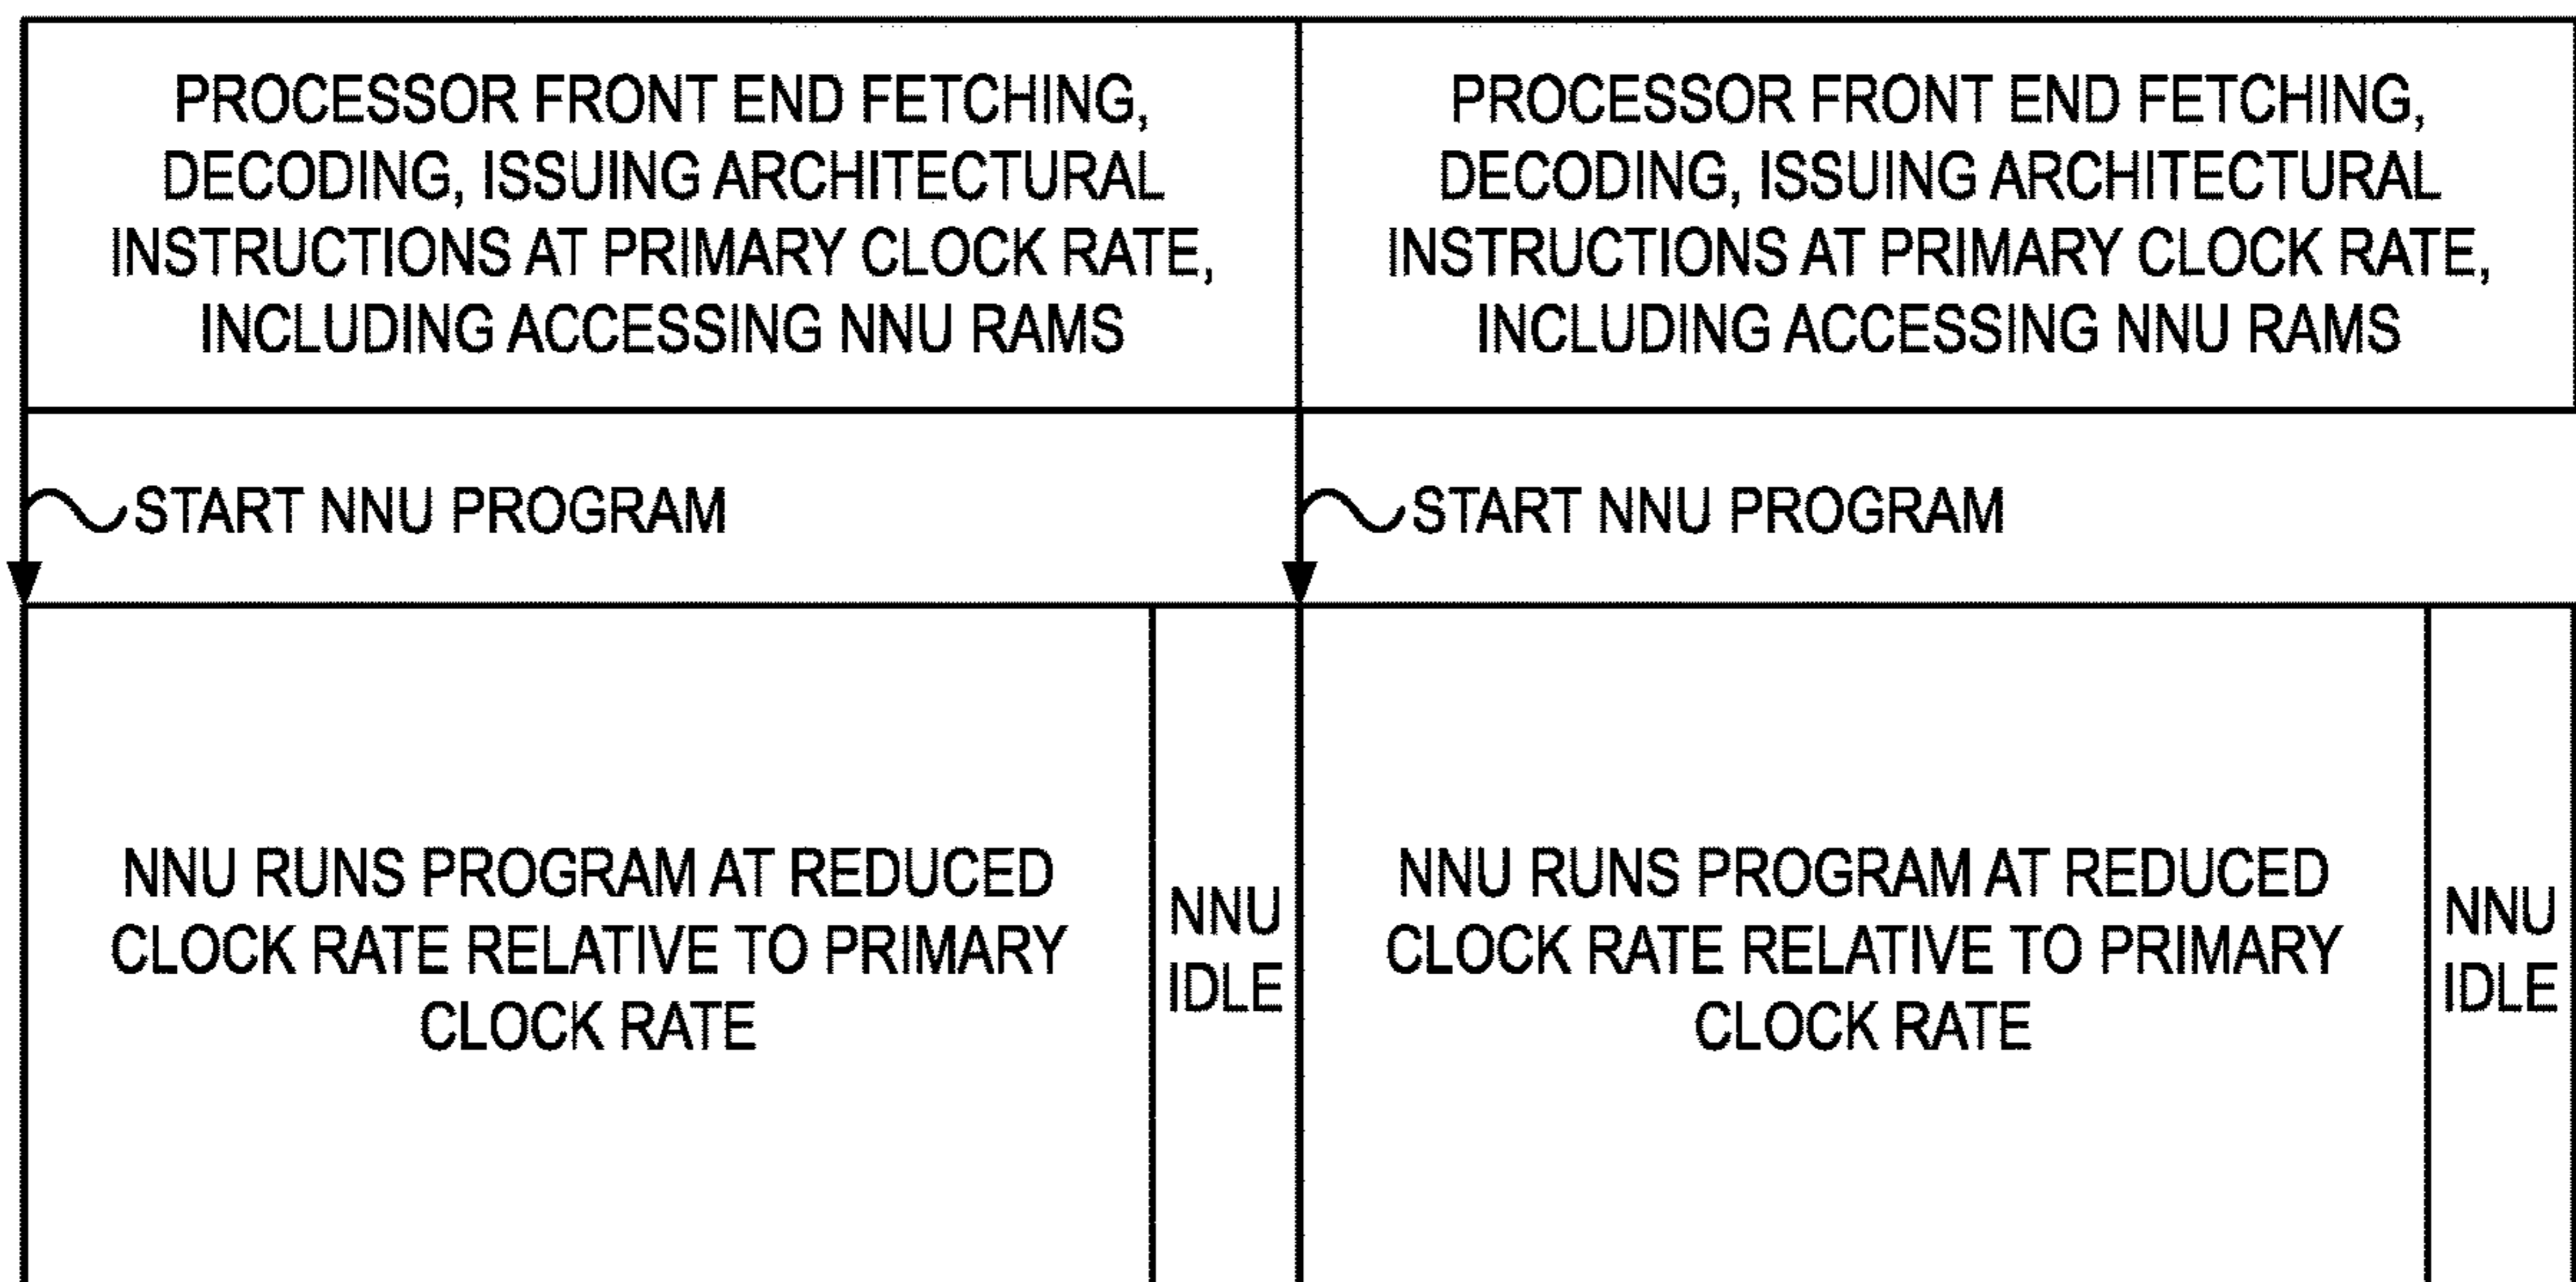 PROCESSOR FRONT END FETCHING,
DECODING, ISSUING ARCHITECTURAL
INSTRUCTIONS AT PRIMARY CLOCK RATE,
INCLUDING ACCESSING NNU RAMS
PROCESSOR FRONT END FETCHING,
DECODING, ISSUING ARCHITECTURAL
INSTRUCTIONS AT PRIMARY CLOCK RATE,
INCLUDING ACCESSING NNU RAMS
START NNU PROGRAM
START NNU PROGRAM
NNU RUNS PROGRAM AT REDUCED
CLOCK RATE RELATIVE TO PRIMARY
CLOCK RATE
NNU
IDLE
NNU RUNS PROGRAM AT REDUCED
CLOCK RATE RELATIVE TO PRIMARY
CLOCK RATE
NNU
IDLE